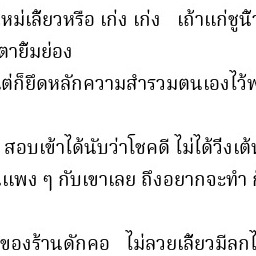 หม่เลี้ยวหรือ เก่ง เก่ง เถ้าแก่ชูนิ้ว
ตายิ้มย่อง
ต่ก็ยึดหลักความสำรวมตนเองไว้
สอบเข้าได้นับว่าโชคดี ไม่ได้วิ่งเต้น
แพง ๆ กับเขาเลย ถึงอยากจะทำ
ของร้านดักคอ ไม่ลวยเลี้ยวมีลูกไ